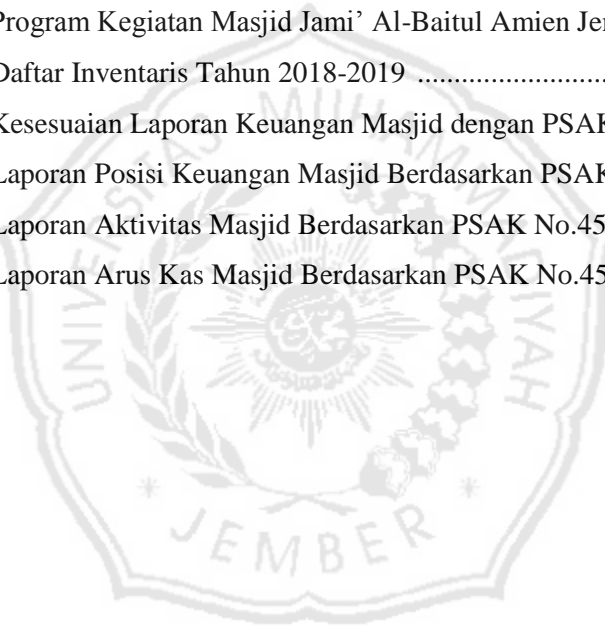 Program Kegiatan Masjid Jami’ Al-Baitul Amien
Daftar Inventaris Tahun 2018-2019 ..........................
Kesesuaian Laporan Keuangan Masjid dengan PSAK
Laporan Posisi Keuangan Masjid Berdasarkan PSAK
Laporan Aktivitas Masjid Berdasarkan PSAK No.45
Laporan Arus Kas Masjid Berdasarkan PSAK No.45
UNIVERSITAS MUHAMMADIYAH
JEMBER